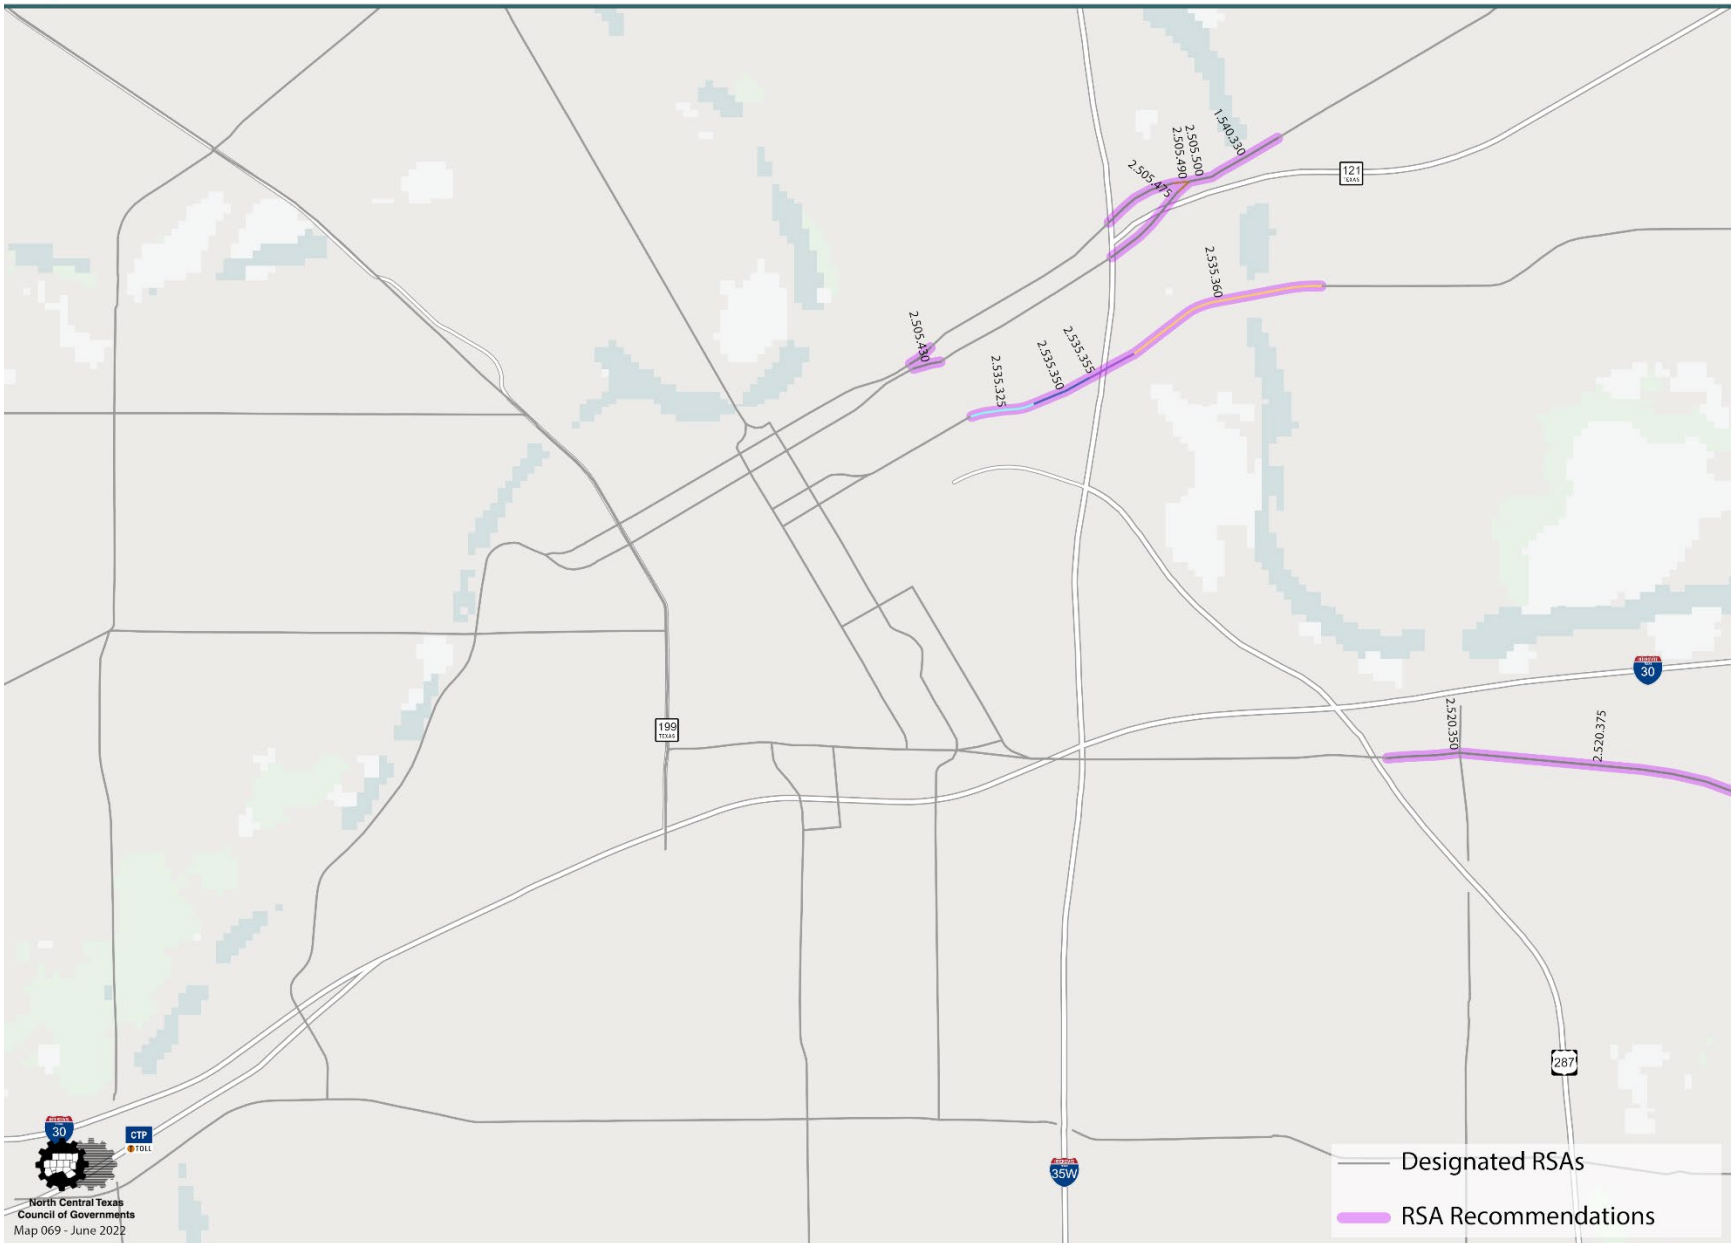 1.540.330
2.505.500
2.505.490
2.505.475
121
TEXAS
2.535.360
2.505.430
2.535.355
2.535.350
2.535.325
30
2.520.350
2.520.375
199
TEXAS
287
30
CTP
TOLL
35W
North Central Texas
Council of Governments
Map 069 - June 2022
Designated RSAs
RSA Recommendations